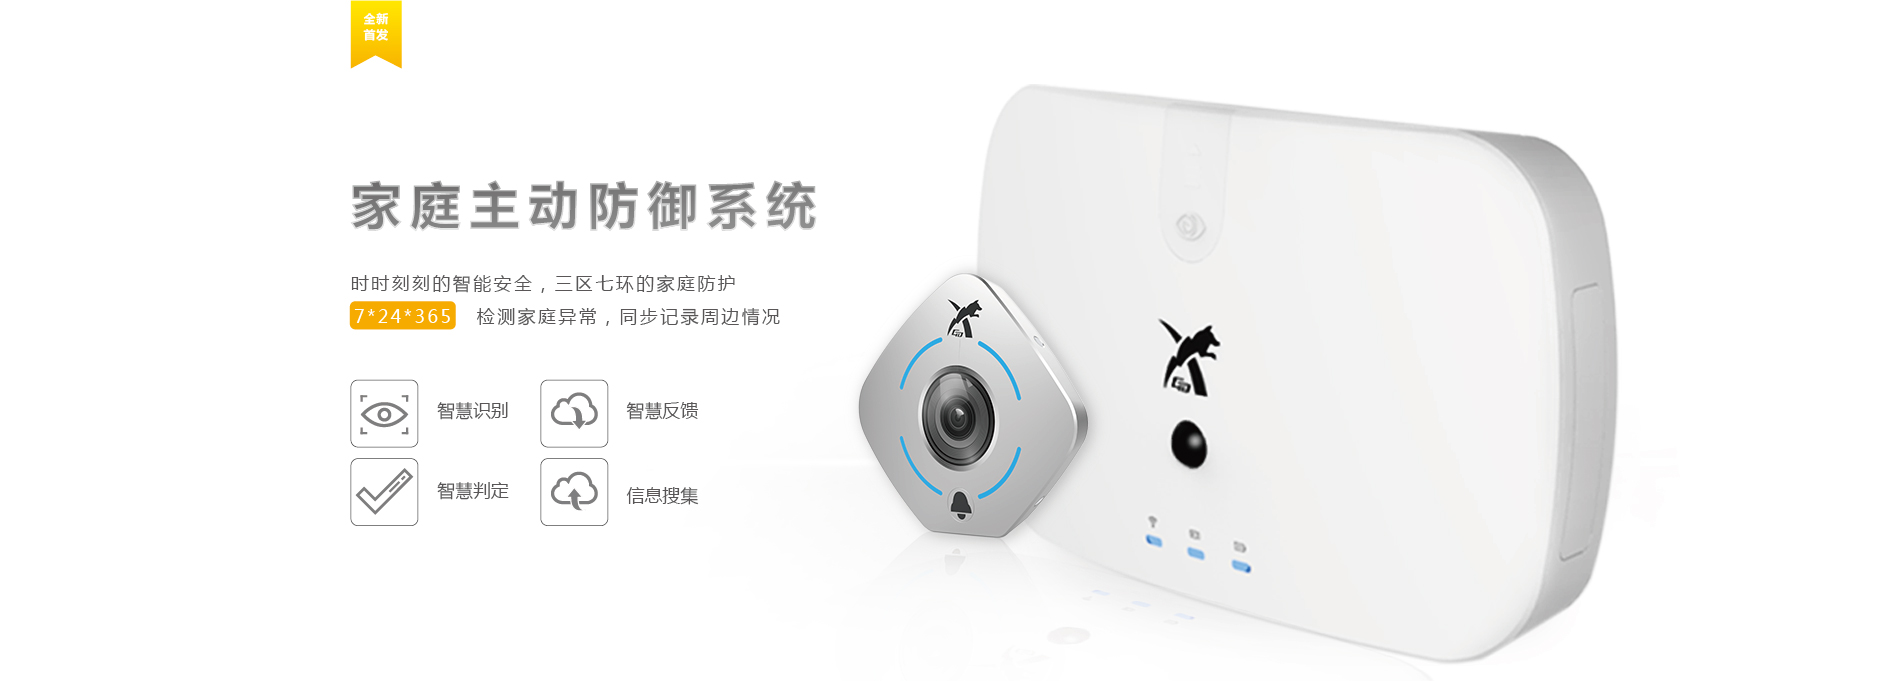 全新
首发
家庭主动防御系统
时时刻刻的智能安全，三区七环的家庭防护
7*24*365 检测家庭异常，同步记录周边情况
智慧识别
智慧反馈
智慧判定
信息搜集